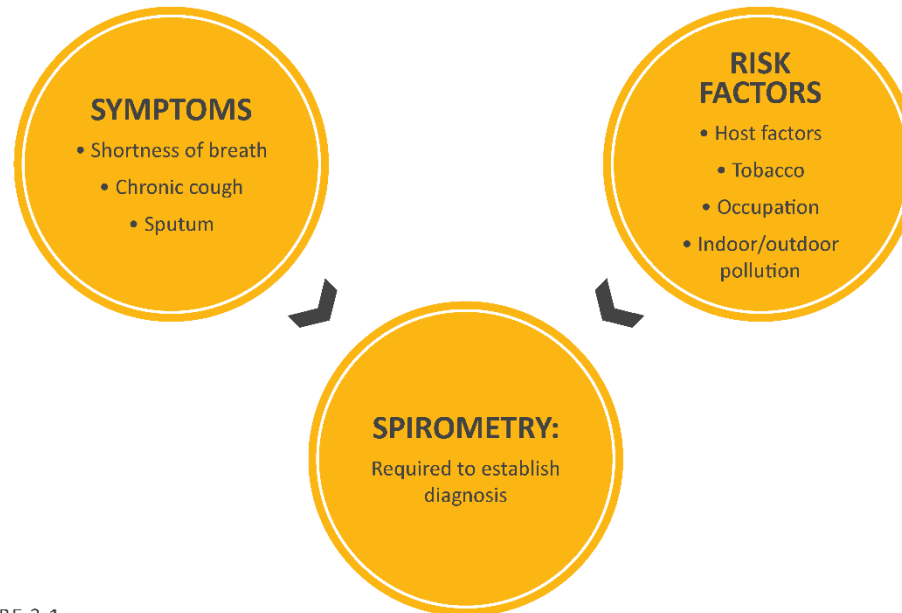 SYMPTOMS
• Shortness of breath
• Chronic cough
• Sputum
RISK
FACTORS
• Host factors
• Tobacco
• Occupation
• Indoor/outdoor
pollution
SPIROMETRY:
Required to establish
diagnosis